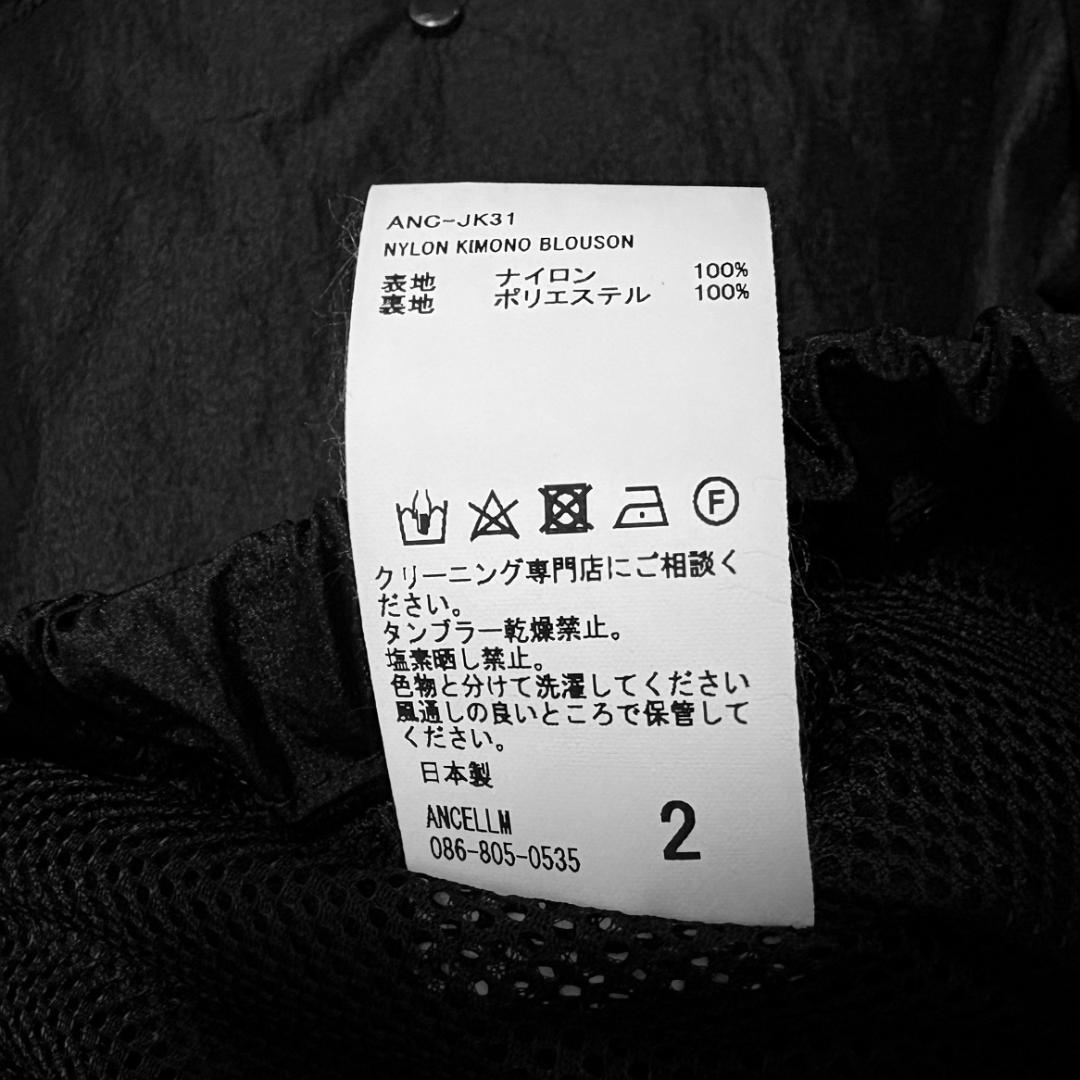 ANC-JK31
NYLON KIMONO BLOUSON
表地 ナイロン 100%
裏地 ポリエステル 100%
F
クリーニング専門店にご相談く
ださい。
タンブラー乾燥禁止。
塩素晒し禁止。
色物と分けて洗濯してください
風通しの良いところで保管して
ください。
日本製
ANCELLM
086-805-0535
2